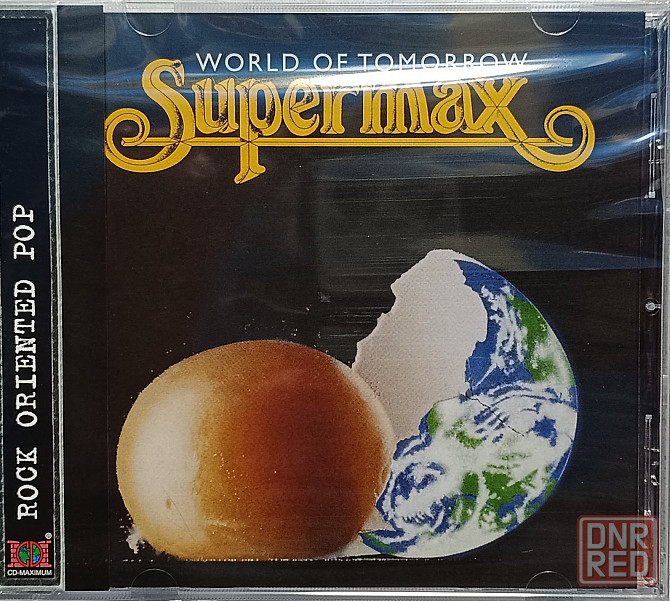 WORLD OF TOMORROW
Supermax
ROCK ORIENTED POP
CD-MAXIMUM
®
DNR
RED